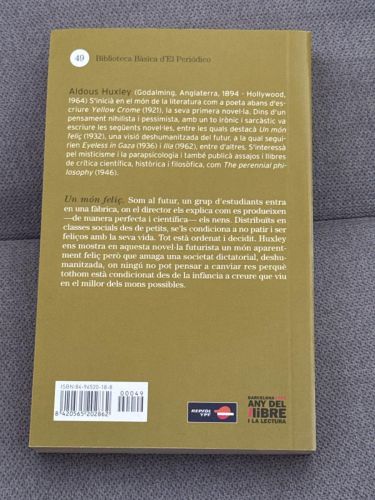 49 Biblioteca Bàsica d'El Periódico
Aldous Huxley (Godalming, Anglaterra, 1894 - Hollywood,
1964) S'inicià en el món de la literatura com a poeta abans d'es-
criure Yellow Crome (1921), la seva primera novel·la. Dins d'un
pensament nihilista i pessimista, amb un to irònic i sarcàstic va
escriure les següents novel·les, entre les quals destacà Un món
feliç (1932), una visió deshumanitzada del futur, a la qual segui-
rien Eyeless in Gaza (1936) i Illa (1962), entre d'altres. S'interessà
pel misticisme i la parapsicologia i també publicà assajos i llibres
de crítica científica, històrica i filosòfica, com The perennial phi-
losophy (1946).
Un món feliç. Som al futur, un grup d'estudiants entra
en una fàbrica, on el director els explica com es produeixen
—de manera perfecta i científica— els nens. Distribuïts en
classes socials des de petits, se'ls condiciona a no patir i ser
feliços amb la seva vida. Tot està ordenat i decidit. Huxley
ens mostra en aquesta novel·la futurista un món aparent-
ment feliç però que amaga una societat dictatorial, deshu-
manitzada, on ningú no pot pensar a canviar res perquè
tothom està condicionat des de la infància a creure que viu
en el millor dels mons possibles.
ISBN: 84-96520-18-8
00049
8 420565 202862
REPSOL
YPF
BARCELONA
ANY DEL
llIBRE
I LA LECTURA